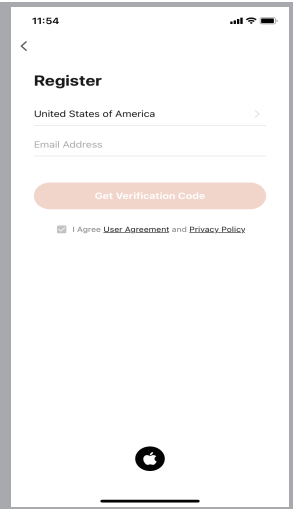 11:54
Register
United States of America
Email Address
Get Verification Code
I Agree User Agreement and Privacy Policy